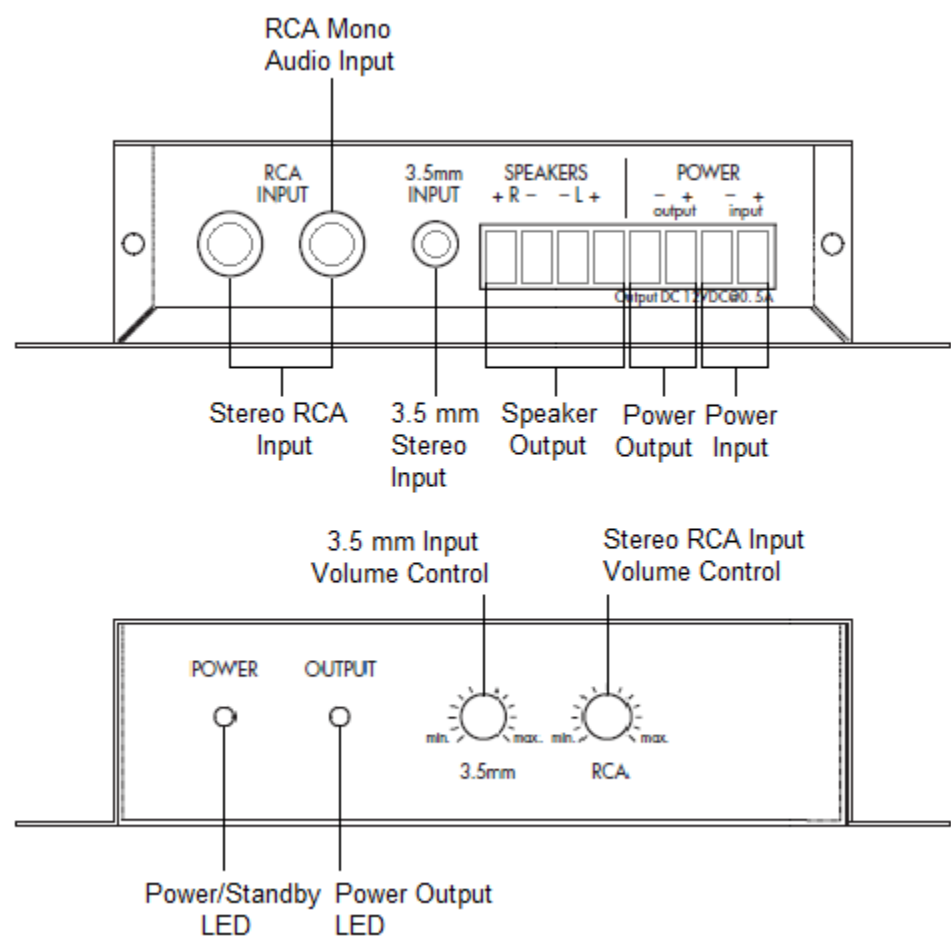 RCA Mono
Audio Input
RCA
INPUT
3.5mm
INPUT
SPEAKERS
+ R − − L +
POWER
− + − +
output input
Output DC 12VDC@0.5A
Stereo RCA
Input
3.5 mm
Stereo
Input
Speaker
Output
Power
Output
Power
Input
3.5 mm Input
Volume Control
Stereo RCA Input
Volume Control
POWER
OUTPUT
min. max..
3.5mm
min. max.
RCA.
Power/Standby
LED
Power Output
LED